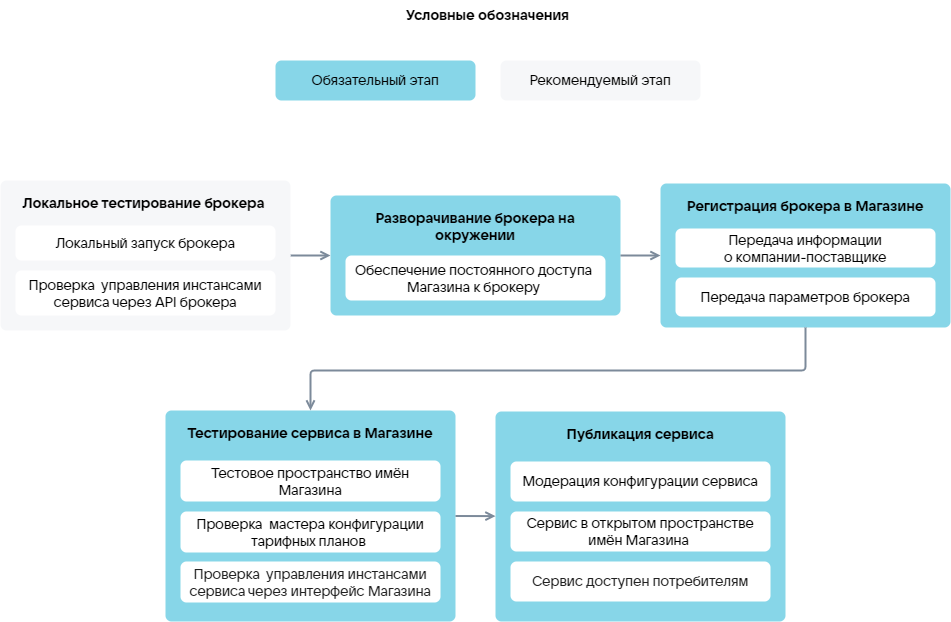 Условные обозначения
Обязательный этап
Рекомендуемый этап
Локальное тестирование брокера
Локальный запуск брокера
Проверка управления инстансами
сервиса через API брокера
Разворачивание брокера на
окружении
Обеспечение постоянного доступа
Магазина к брокеру
Регистрация брокера в Магазине
Передача информации
о компании-поставщике
Передача параметров брокера
Тестирование сервиса в Магазине
Тестовое пространство имён
Магазина
Проверка мастера конфигурации
тарифных планов
Проверка управления инстансами
сервиса через интерфейс Магазина
Публикация сервиса
Модерация конфигурации сервиса
Сервис в открытом пространстве
имён Магазина
Сервис доступен потребителям